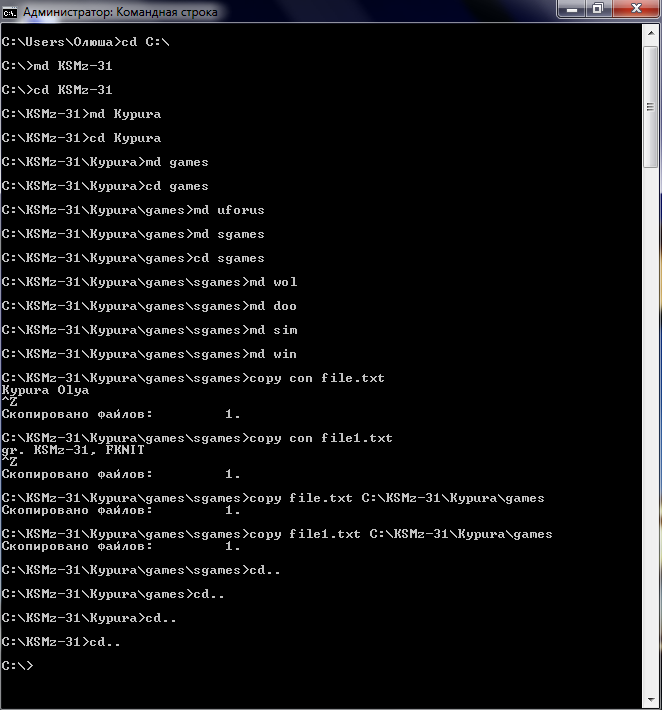 Администратор: Командная строка
C:\Users\Олюша>cd C:\
C:\>md KSMz-31
C:\>cd KSMz-31
C:\KSMz-31>md Kypura
C:\KSMz-31>cd Kypura
C:\KSMz-31\Kypura>md games
C:\KSMz-31\Kypura>cd games
C:\KSMz-31\Kypura\games>md uforus
C:\KSMz-31\Kypura\games>md sgames
C:\KSMz-31\Kypura\games>cd sgames
C:\KSMz-31\Kypura\games\sgames>md wol
C:\KSMz-31\Kypura\games\sgames>md doo
C:\KSMz-31\Kypura\games\sgames>md sim
C:\KSMz-31\Kypura\games\sgames>md win
C:\KSMz-31\Kypura\games\sgames>copy con file.txt
Kypura Olya
^Z
Скопировано файлов:         1.
C:\KSMz-31\Kypura\games\sgames>copy con file1.txt
gr. KSMz-31, FKNIT
^Z
Скопировано файлов:         1.
C:\KSMz-31\Kypura\games\sgames>copy file.txt C:\KSMz-31\Kypura\games
Скопировано файлов:         1.
C:\KSMz-31\Kypura\games\sgames>copy file1.txt C:\KSMz-31\Kypura\games
Скопировано файлов:         1.
C:\KSMz-31\Kypura\games\sgames>cd..
C:\KSMz-31\Kypura\games>cd..
C:\KSMz-31\Kypura>cd..
C:\KSMz-31>cd..
C:\>